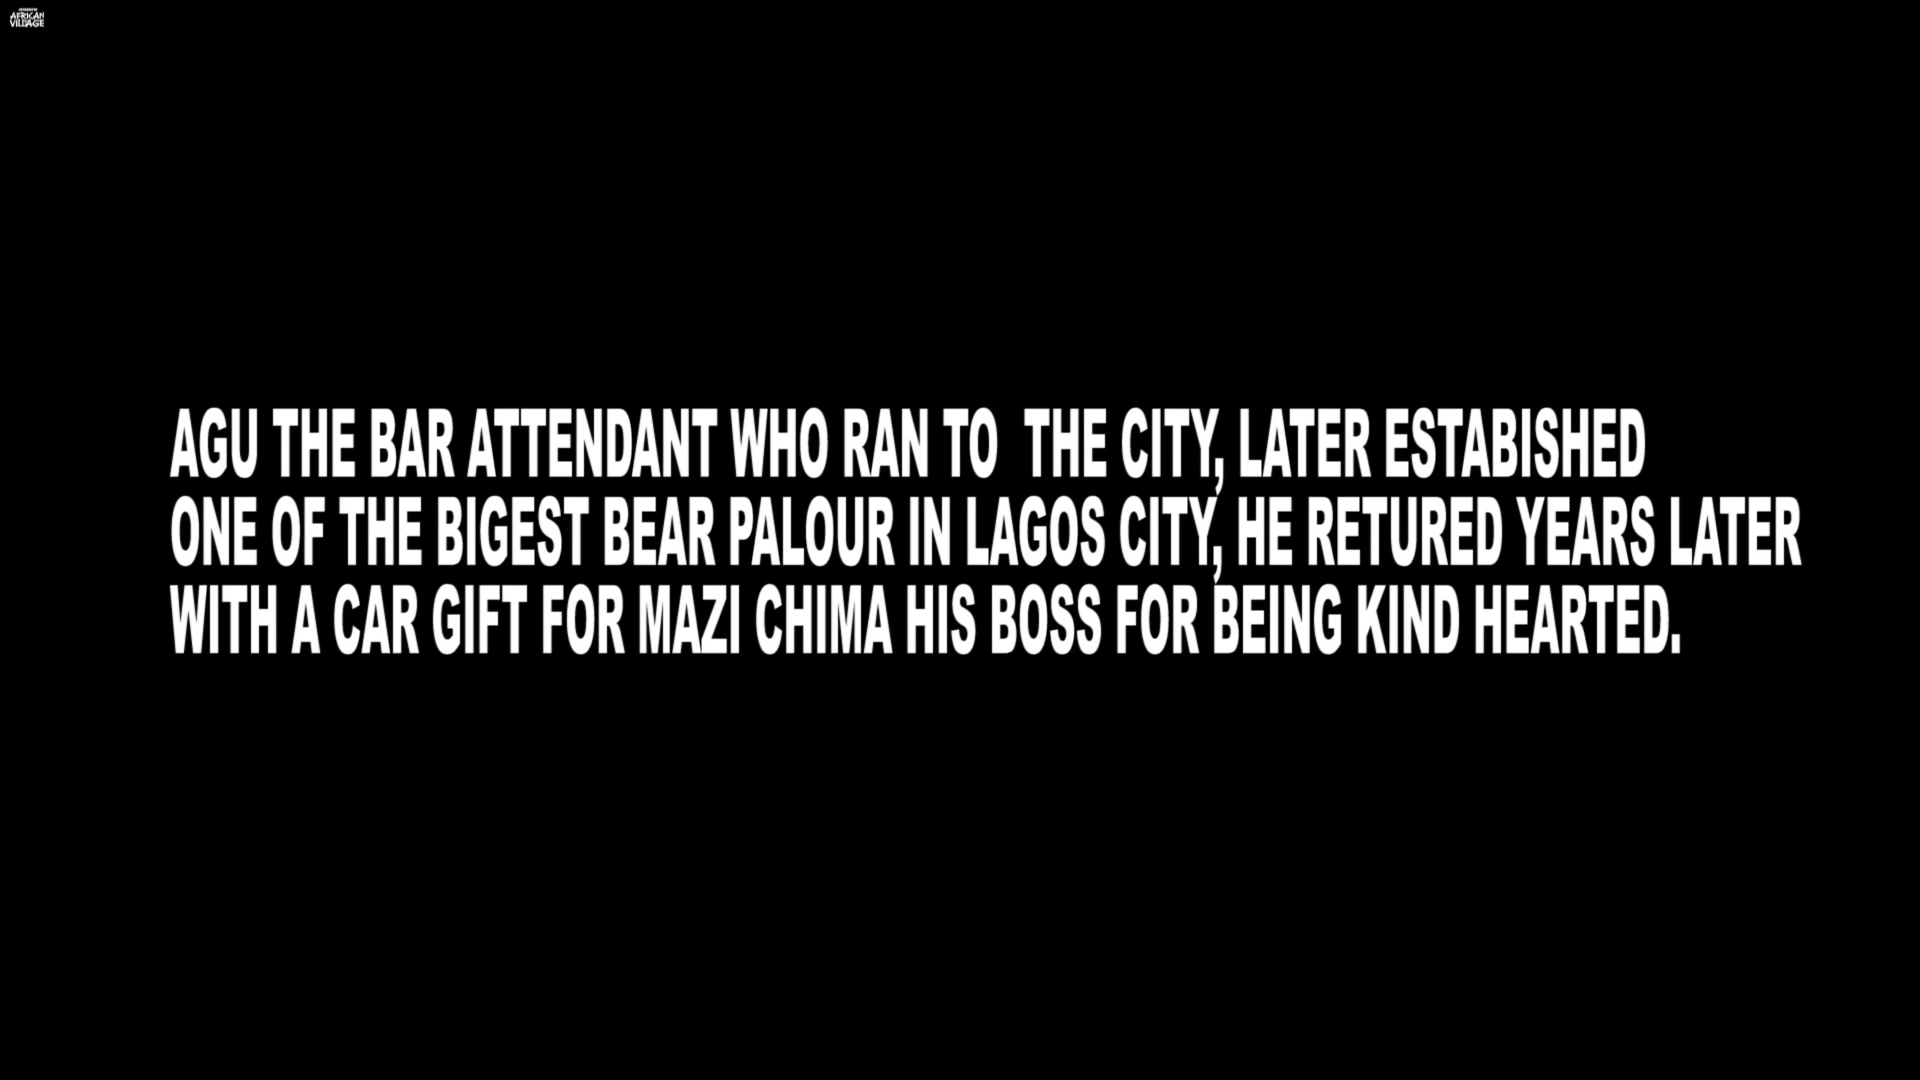 AFRICAN
VILLAGE
AGU THE BAR ATTENDANT WHO RAN TO  THE CITY, LATER ESTABISHED
ONE OF THE BIGEST BEAR PALOUR IN LAGOS CITY, HE RETURED YEARS LATER
WITH A CAR GIFT FOR MAZI CHIMA HIS BOSS FOR BEING KIND HEARTED.